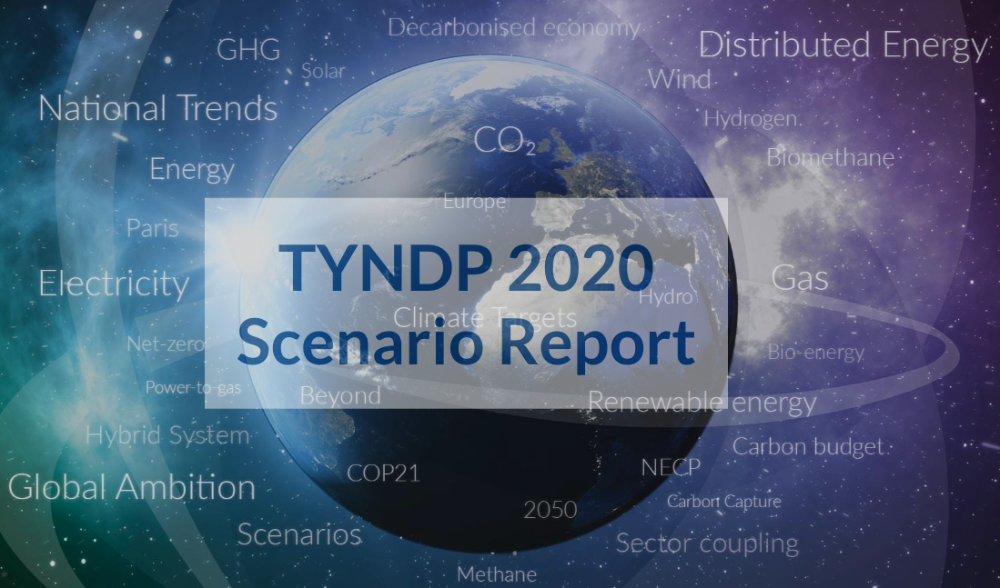 Decarbonised economy
GHG
Distributed Energy
Solar
Wind
National Trends
Hydrogen
CO₂
Biomethane
Energy
Europe
Paris
TYNDP 2020
Electricity
Gas
Hydro
Climate Targets
Scenario Report
Net-zero
Bio-energy
Power-to-gas
Beyond
Renewable energy
Hybrid System
Carbon budget
COP21
NECP
Global Ambition
Carbon Capture
2050
Scenarios
Sector coupling
Methane